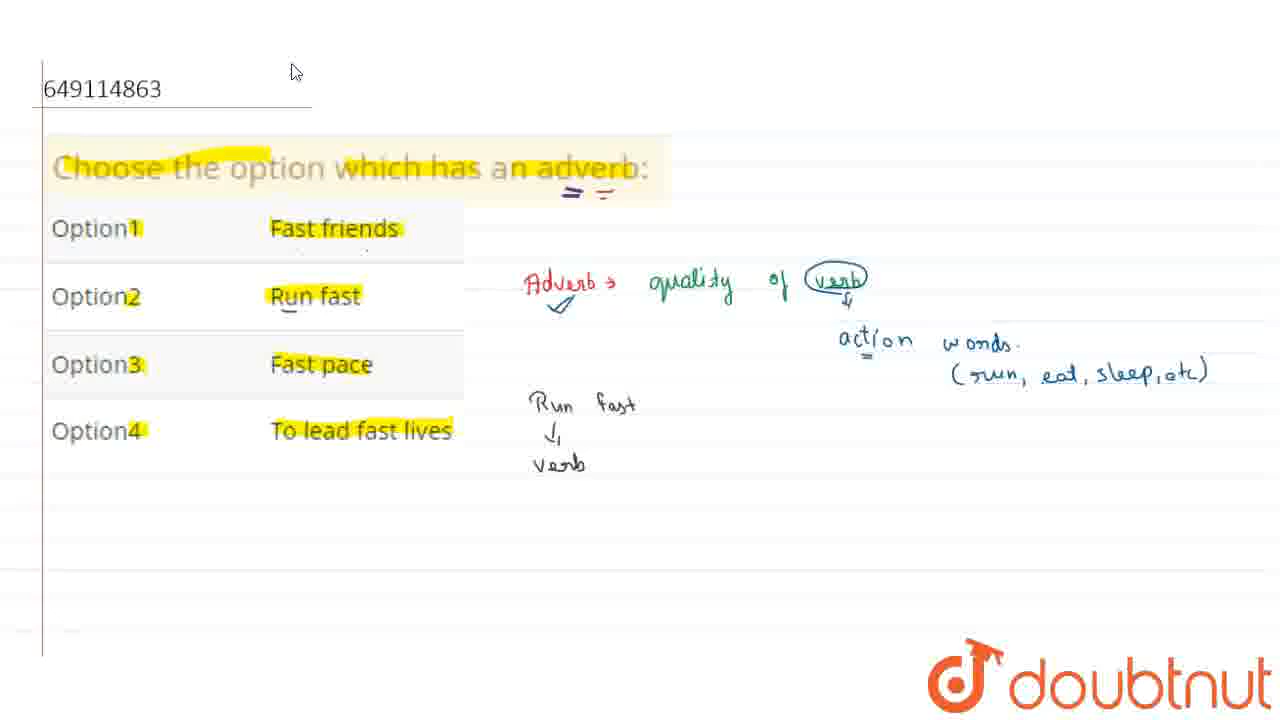 649114863
Choose the option which has an adverb:
Option1 Fast friends
Option2 Run fast
Option3 Fast pace
Option4 To lead fast lives
Adverb → quality of verb
action words.
(run, eat, sleep, etc)
Run fast
verb
doubtnut